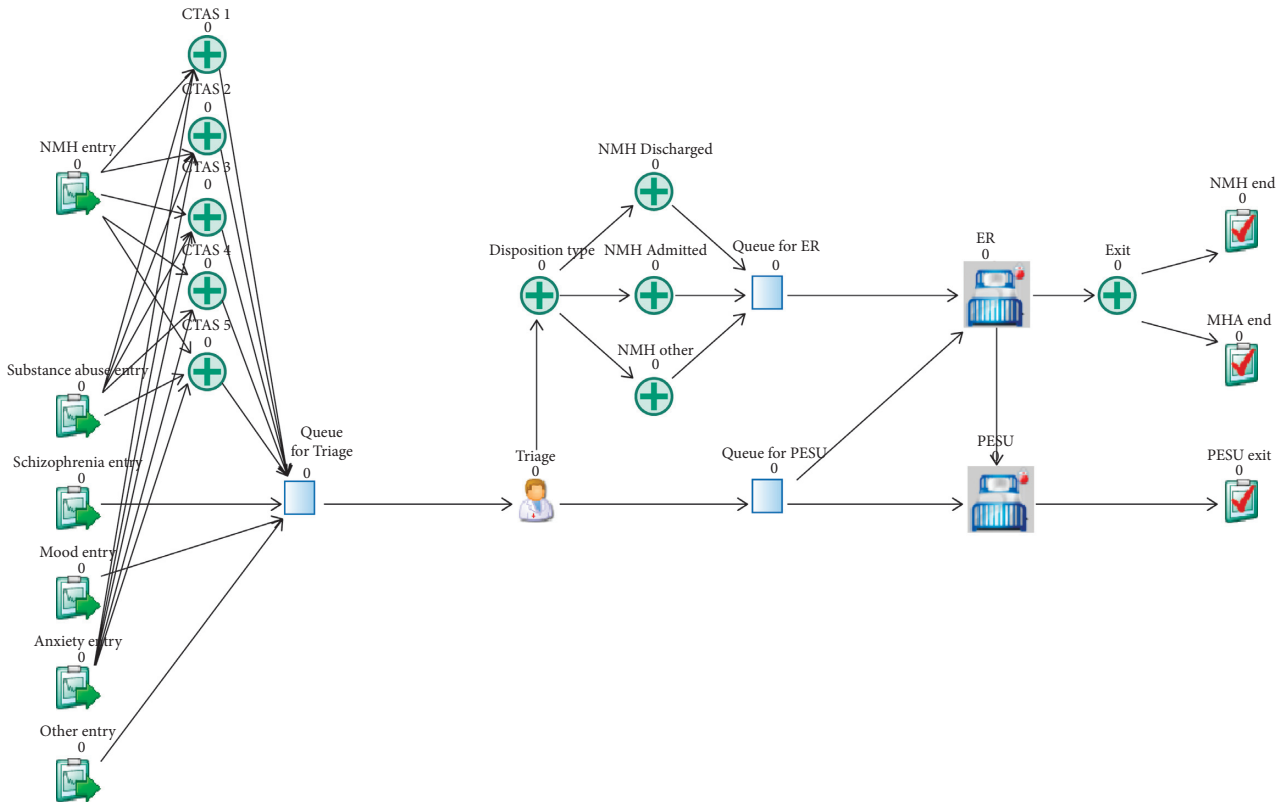 CTAS 1
0
CTAS 2
0
NMH entry
0
CTAS 3
0
CTAS 4
0
CTAS 5
0
Substance abuse entry
0
Schizophrenia entry
0
Mood entry
0
Anxiety entry
0
Other entry
0
Queue
for Triage
0
Triage
0
Disposition type
0
NMH Discharged
0
NMH Admitted
0
NMH other
0
Queue for ER
0
Queue for PESU
0
ER
0
PESU
0
Exit
0
NMH end
0
MHA end
0
PESU exit
0